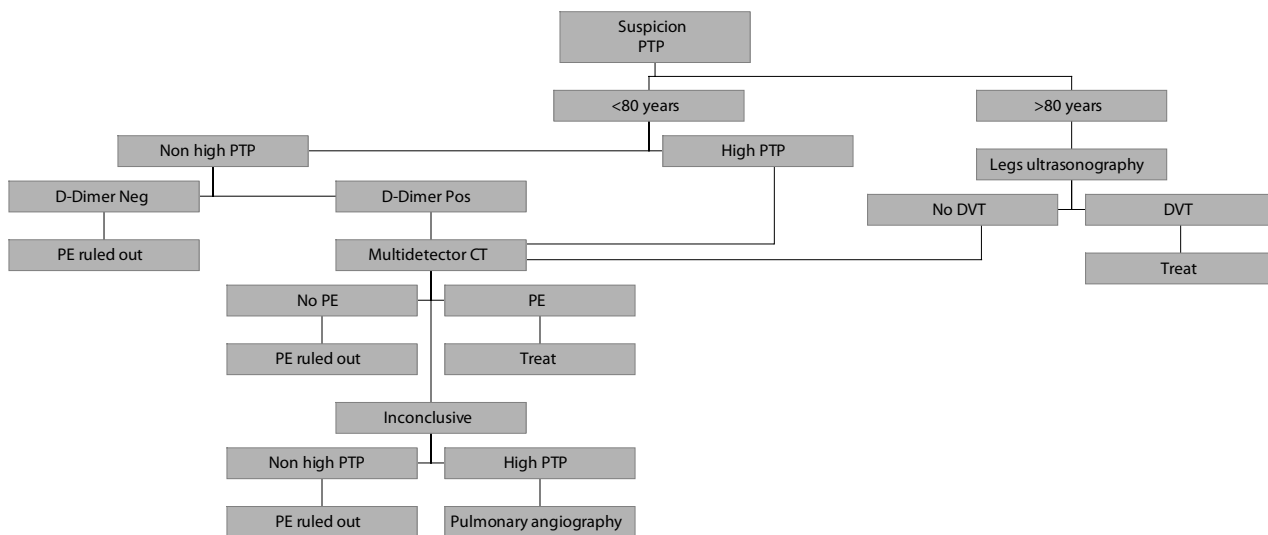 Suspicion
PTP
<80 years
>80 years
Non high PTP
High PTP
Legs ultrasonography
D-Dimer Neg
D-Dimer Pos
No DVT
DVT
PE ruled out
Multidetector CT
Treat
No PE
PE
PE ruled out
Treat
Inconclusive
Non high PTP
High PTP
PE ruled out
Pulmonary angiography